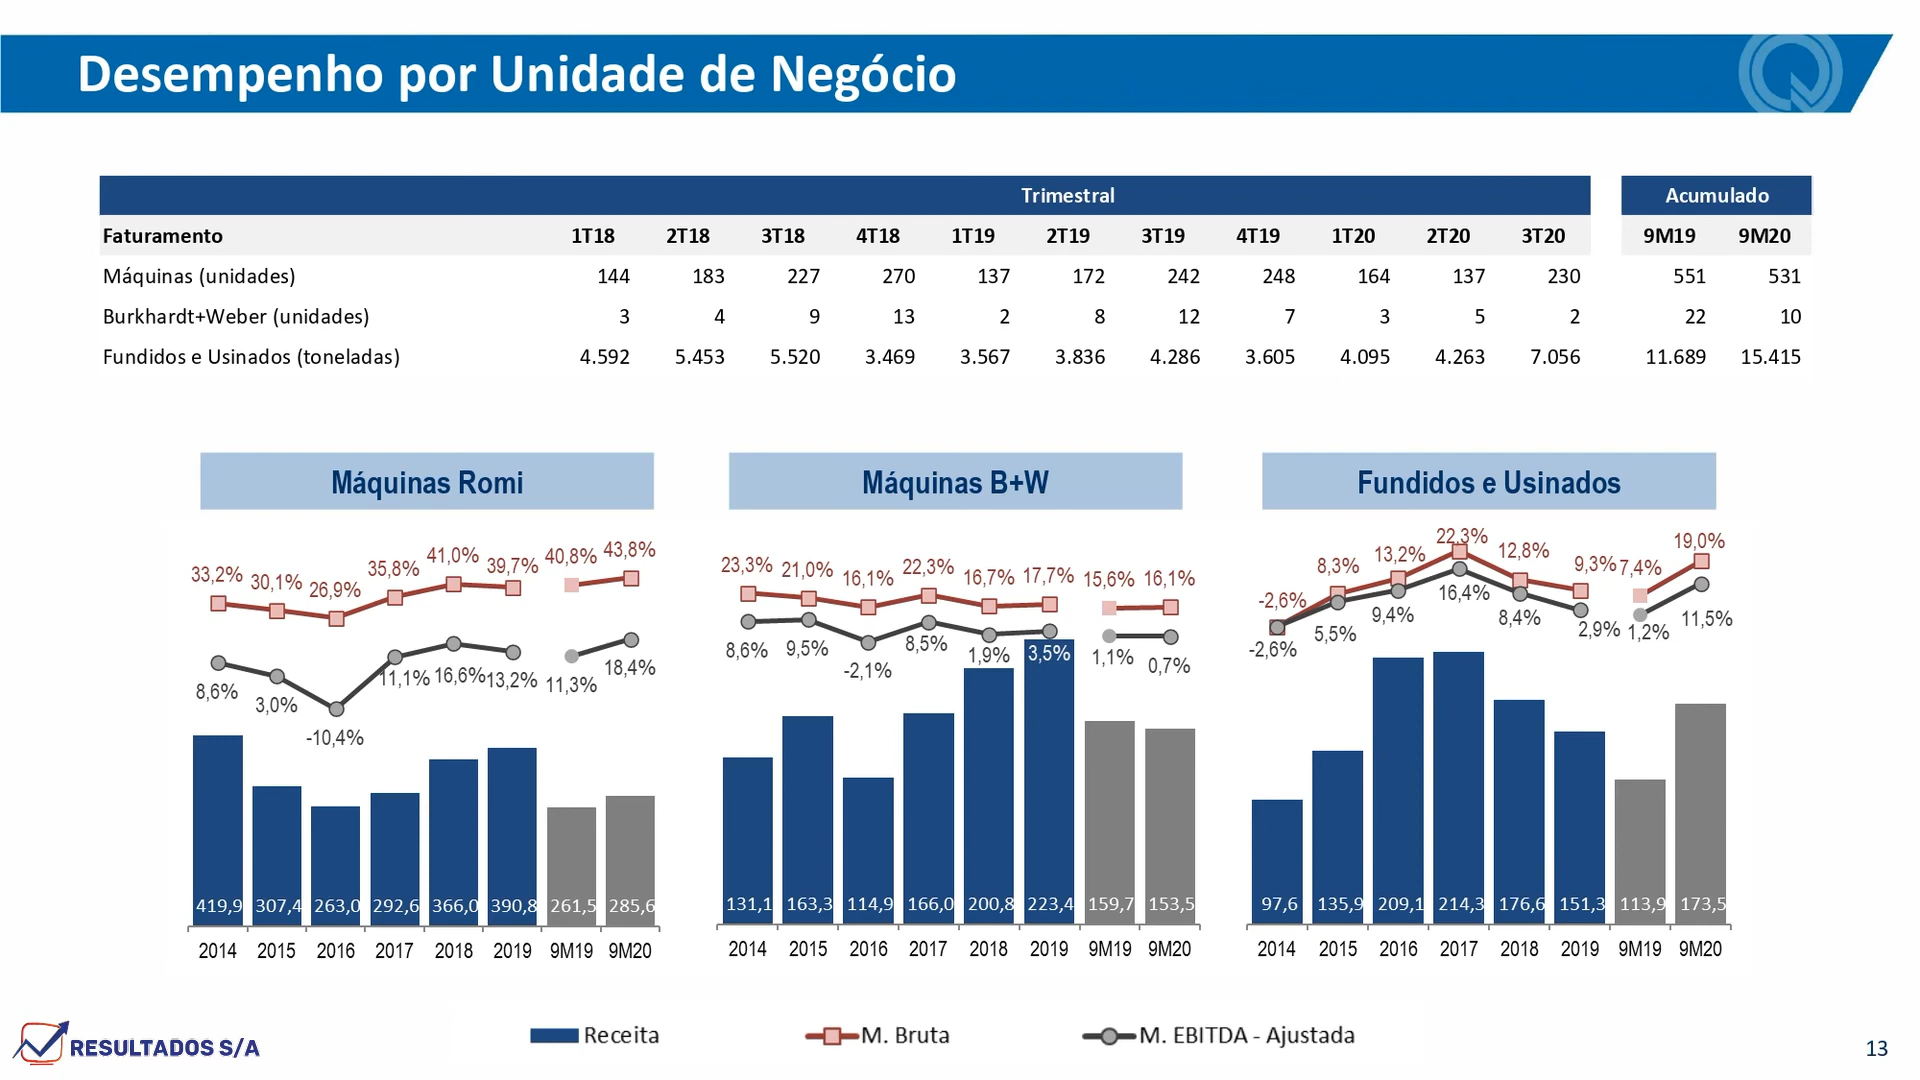 Desempenho por Unidade de Negócio
Trimestral Acumulado
Faturamento 1T18 2T18 3T18 4T18 1T19 2T19 3T19 4T19 1T20 2T20 3T20 9M19 9M20
Máquinas (unidades) 144 183 227 270 137 172 242 248 164 137 230 551 531
Burkhardt+Weber (unidades) 3 4 9 13 2 8 12 7 3 5 2 22 10
Fundidos e Usinados (toneladas) 4.592 5.453 5.520 3.469 3.567 3.836 4.286 3.605 4.095 4.263 7.056 11.689 15.415
Máquinas Romi
33,2% 30,1% 26,9% 35,8% 41,0% 39,7% 40,8% 43,8%
8,6% 3,0% -10,4% 11,1% 16,6% 13,2% 11,3% 18,4%
419,9 307,4 263,0 292,6 366,0 390,8 261,5 285,6
2014 2015 2016 2017 2018 2019 9M19 9M20
Máquinas B+W
23,3% 21,0% 16,1% 22,3% 16,7% 17,7% 15,6% 16,1%
8,6% 9,5% -2,1% 8,5% 1,9% 3,5% 1,1% 0,7%
131,1 163,3 114,9 166,0 200,8 223,4 159,7 153,5
2014 2015 2016 2017 2018 2019 9M19 9M20
Fundidos e Usinados
-2,6% 8,3% 13,2% 22,3% 12,8% 9,3% 7,4% 19,0%
-2,6% 5,5% 9,4% 16,4% 8,4% 2,9% 1,2% 11,5%
97,6 135,9 209,1 214,3 176,6 151,3 113,9 173,5
2014 2015 2016 2017 2018 2019 9M19 9M20
Receita M. Bruta M. EBITDA - Ajustada
RESULTADOS S/A
13